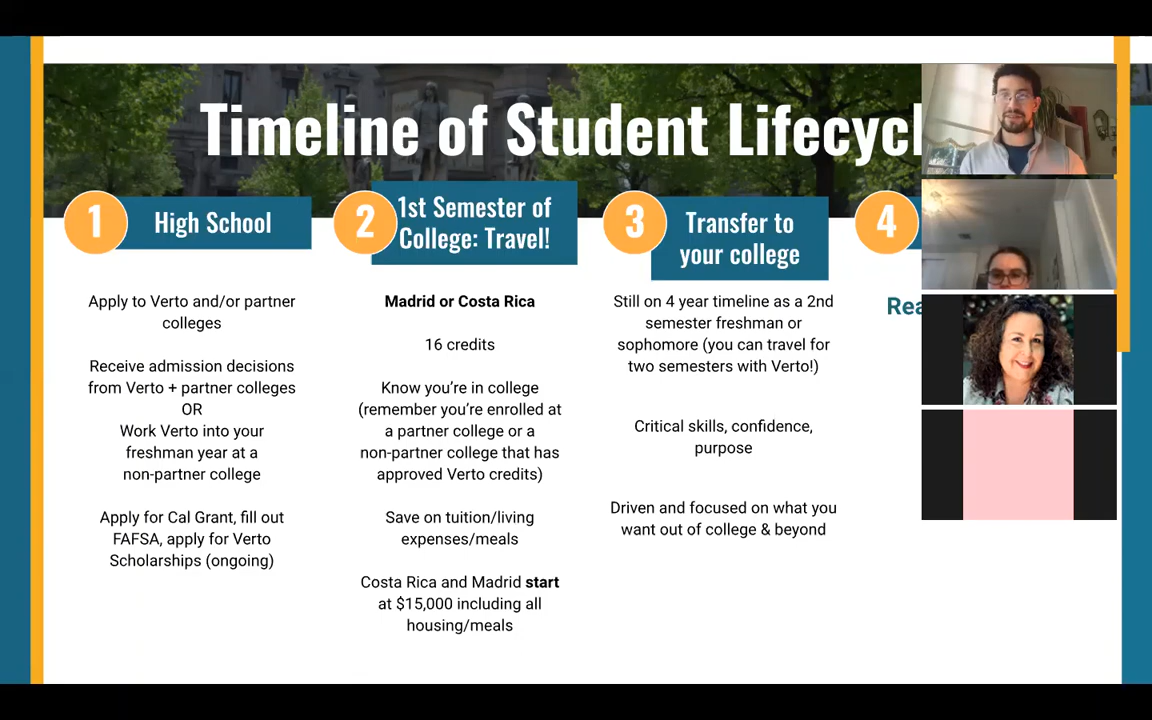 Timeline of Student Lifecycl
1
High School
Apply to Verto and/or partner
colleges
Receive admission decisions
from Verto + partner colleges
OR
Work Verto into your
freshman year at a
non-partner college
Apply for Cal Grant, fill out
FAFSA, apply for Verto
Scholarships (ongoing)
2
1st Semester of
College: Travel!
Madrid or Costa Rica
16 credits
Know you're in college
(remember you're enrolled at
a partner college or a
non-partner college that has
approved Verto credits)
Save on tuition/living
expenses/meals
Costa Rica and Madrid start
at $15,000 including all
housing/meals
3
Transfer to
your college
Still on 4 year timeline as a 2nd
semester freshman or
sophomore (you can travel for
two semesters with Verto!)
Critical skills, confidence,
purpose
Driven and focused on what you
want out of college & beyond
4
Rea